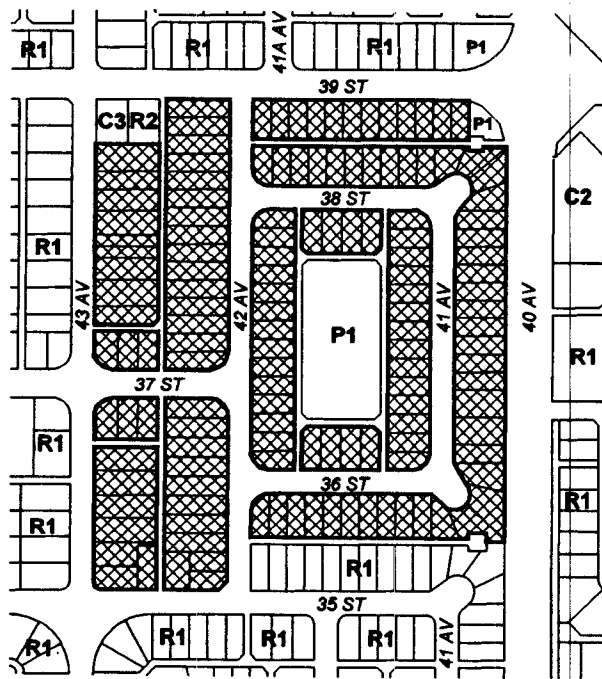 R1
R1
41A AV
R1
P1
39 ST
C3
R2
P1
38 ST
C2
R1
43 AV
42 AV
P1
41 AV
40 AV
R1
37 ST
R1
36 ST
R1
R1
R1
35 ST
R1
R1
R1
R1
41 AV